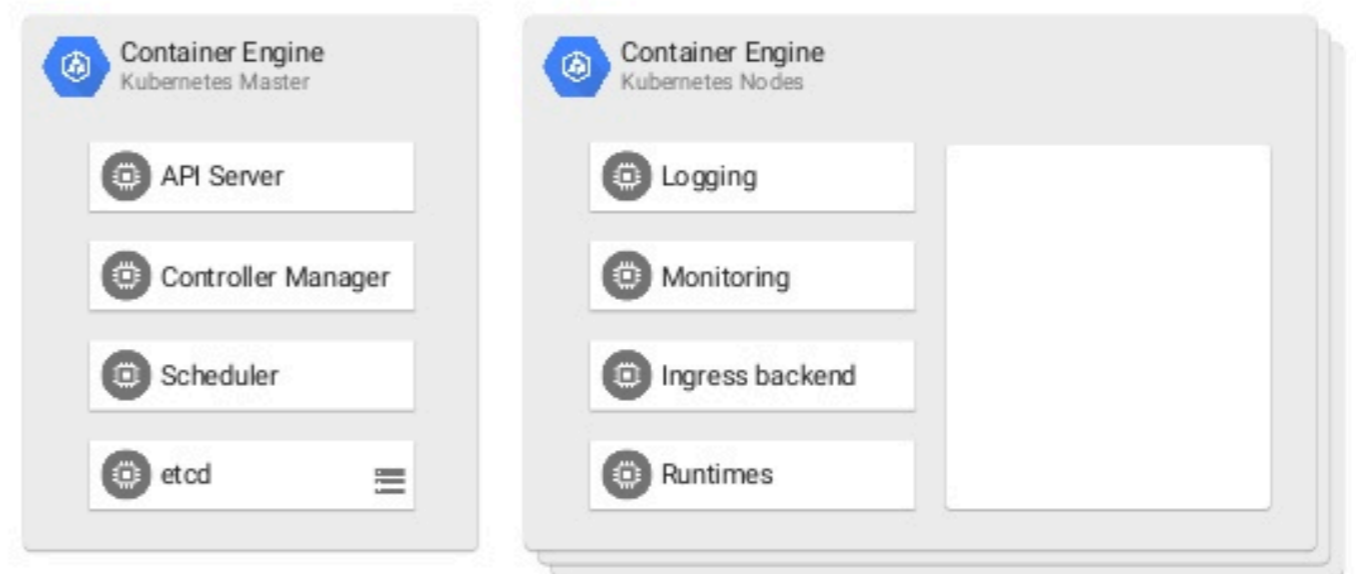 Container Engine
Kubernetes Master
API Server
Controller Manager
Scheduler
etcd
Container Engine
Kubernetes Nodes
Logging
Monitoring
Ingress backend
Runtimes